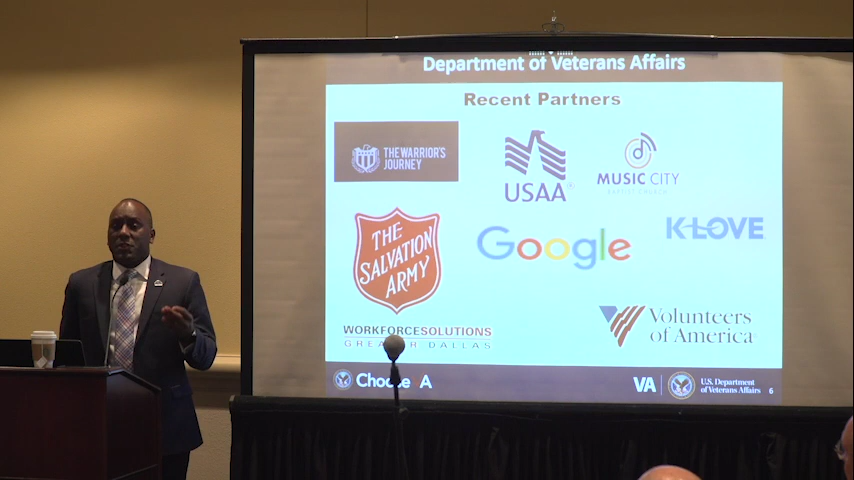 Department of Veterans Affairs
Recent Partners
THE WARRIOR'S
JOURNEY
USAA®
MUSIC CITY
THE
SALVATION
ARMY
Google
K-LOVE
WORKFORCESOLUTIONS
GREATER DALLAS
Volunteers
of America
Choose A
VA
U.S. Department
of Veterans Affairs
6